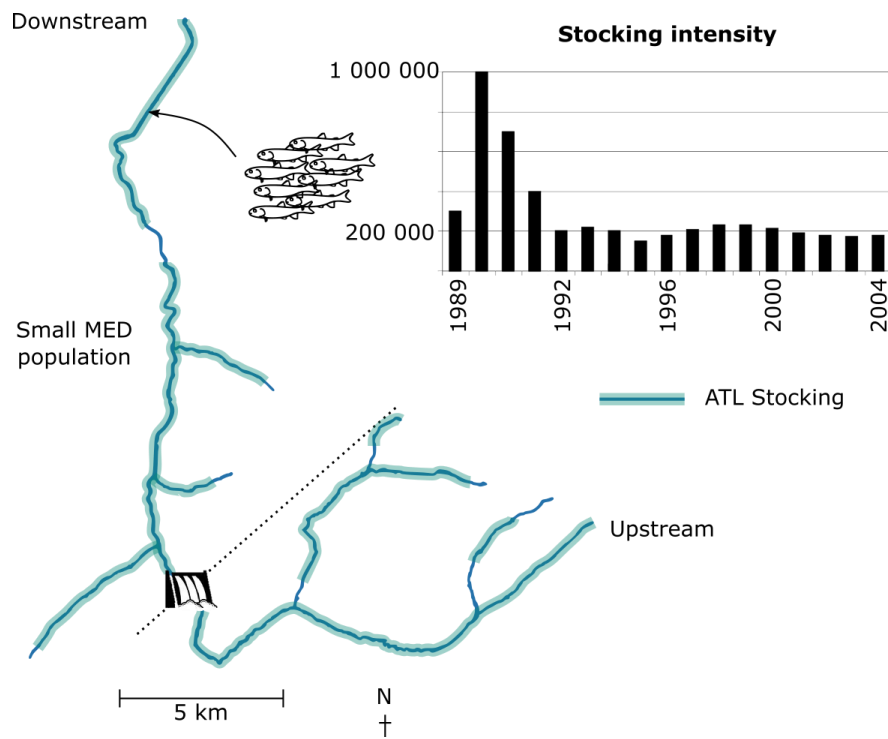 Downstream
Stocking intensity
1 000 000
200 000
1989
1992
1996
2000
2004
Small MED
population
ATL Stocking
Upstream
5 km
N